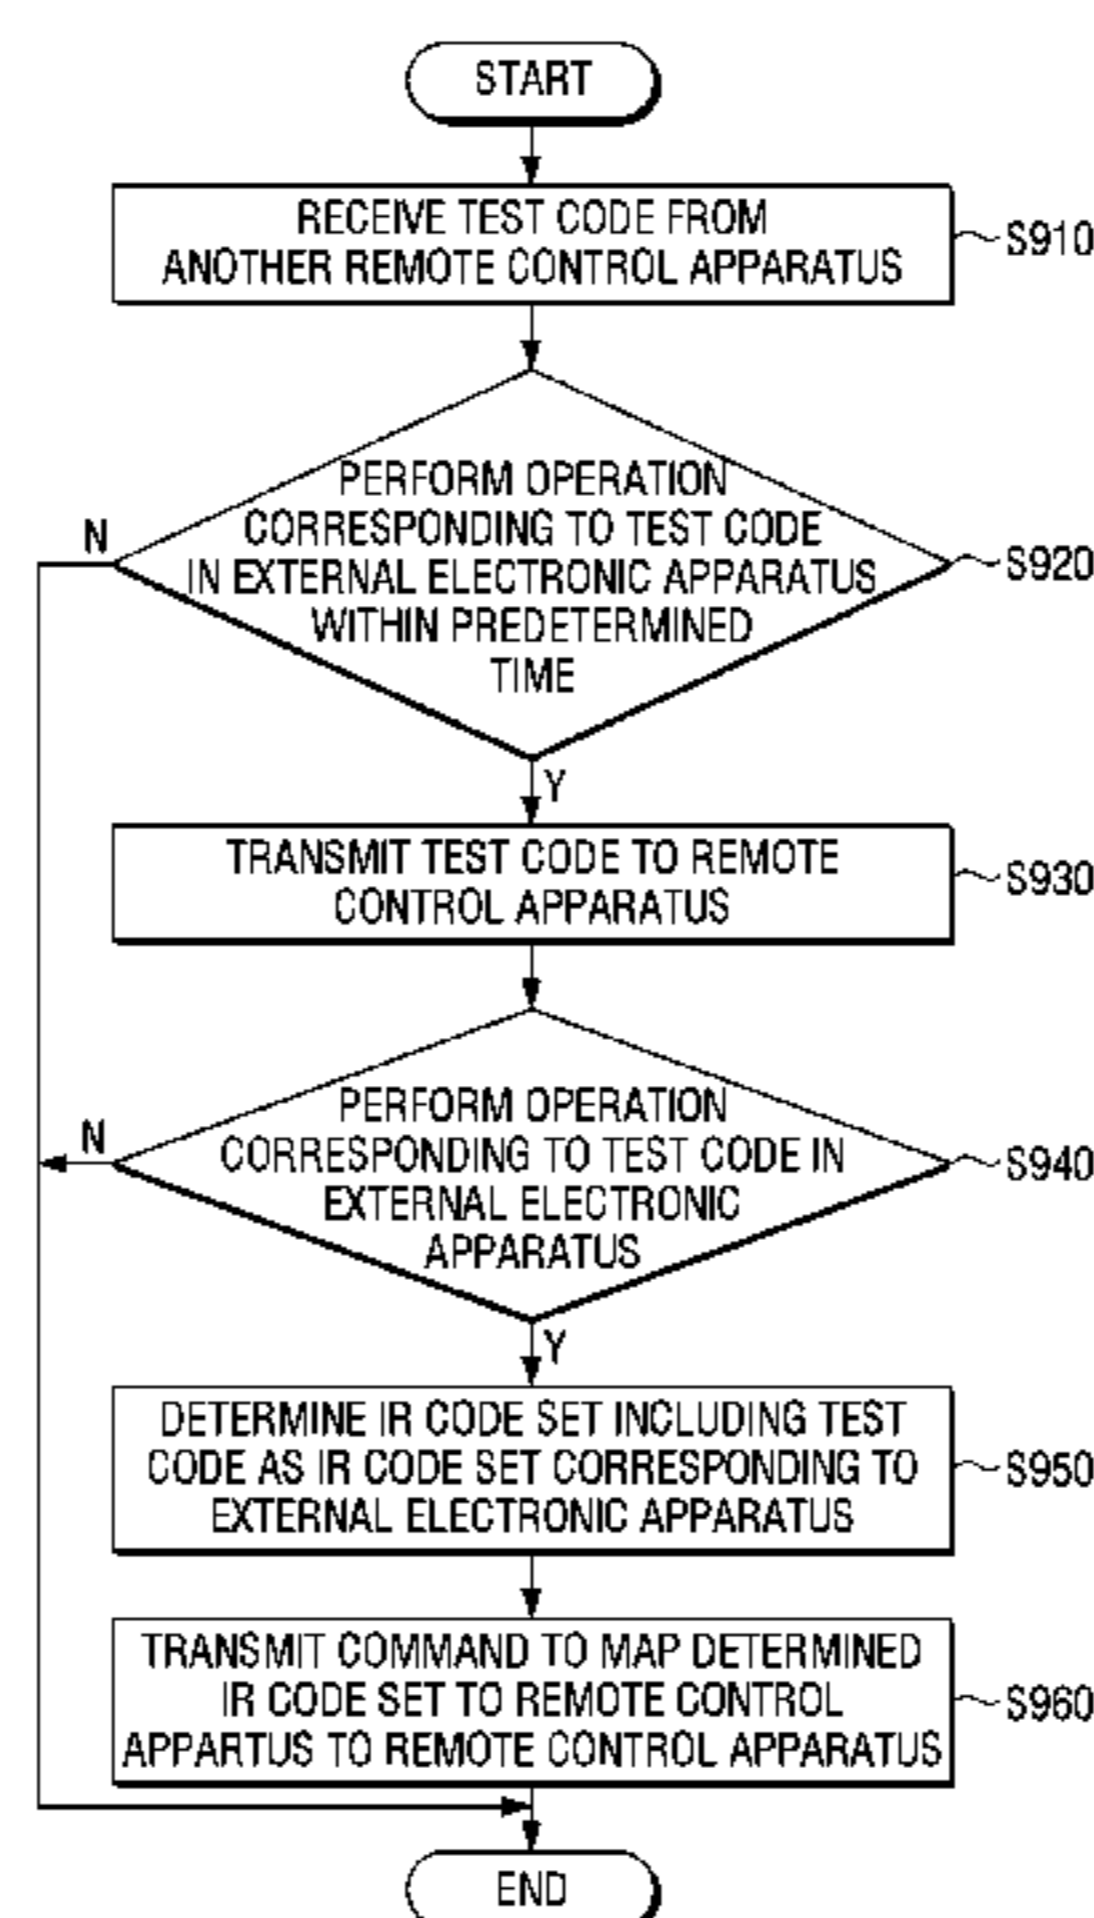 START
RECEIVE TEST CODE FROM
ANOTHER REMOTE CONTROL APPARATUS
S910
PERFORM OPERATION
CORRESPONDING TO TEST CODE
IN EXTERNAL ELECTRONIC APPARATUS
WITHIN PREDETERMINED
TIME
N
S920
Y
TRANSMIT TEST CODE TO REMOTE
CONTROL APPARATUS
S930
PERFORM OPERATION
CORRESPONDING TO TEST CODE IN
EXTERNAL ELECTRONIC
APPARATUS
N
S940
Y
DETERMINE IR CODE SET INCLUDING TEST
CODE AS IR CODE SET CORRESPONDING TO
EXTERNAL ELECTRONIC APPARATUS
S950
TRANSMIT COMMAND TO MAP DETERMINED
IR CODE SET TO REMOTE CONTROL
APPARTUS TO REMOTE CONTROL APPARATUS
S960
END